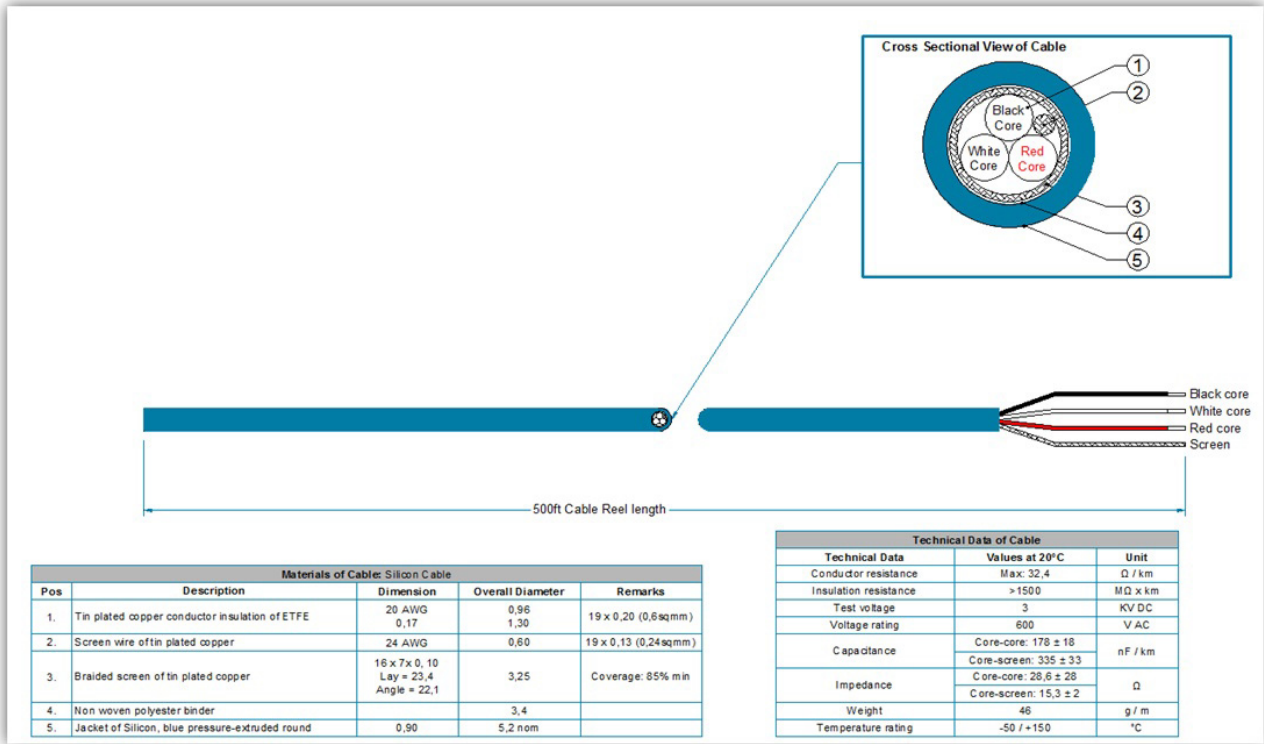 Cross Sectional View of Cable
1
2
Black
Core
White
Core
Red
Core
3
4
5
Black core
White core
Red core
Screen
500ft Cable Reel length
Materials of Cable: Silicon Cable
Pos Description Dimension Overall Diameter Remarks
1. Tin plated copper conductor insulation of ETFE 20 AWG 0,17 0,96 1,30 19 x 0,20 (0,6sqmm)
2. Screen wire of tin plated copper 24 AWG 0,60 19 x 0,13 (0,24sqmm)
3. Braided screen of tin plated copper 16 x 7x 0, 10 Lay = 23,4 Angle = 22,1 3,25 Coverage: 85% min
4. Non woven polyester binder 3,4
5. Jacket of Silicon, blue pressure-extruded round 0,90 5,2 nom
Technical Data of Cable
Technical Data Values at 20°C Unit
Conductor resistance Max: 32,4 Ω / km
Insulation resistance >1500 MΩ x km
Test voltage 3 KV DC
Voltage rating 600 V AC
Capacitance Core-core: 178 ± 18 nF / km
Core-screen: 335 ± 33
Impedance Core-core: 28,6 ± 28 Ω
Core-screen: 15,3 ± 2
Weight 46 g / m
Temperature rating -50 / +150 °C